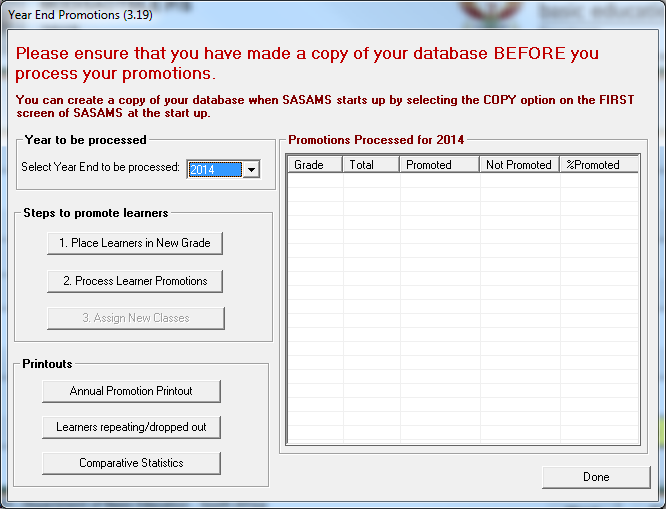 Year End Promotions (3.19)
basic educati
Please ensure that you have made a copy of your database BEFORE you
process your promotions.
You can create a copy of your database when SASAMS starts up by selecting the COPY option on the FIRST
screen of SASAMS at the start up.
Year to be processed
Select Year End to be processed: 2014
Steps to promote learners
1. Place Learners in New Grade
2. Process Learner Promotions
3. Assign New Classes
Printouts
Annual Promotion Printout
Learners repeating/dropped out
Comparative Statistics
Promotions Processed for 2014
Grade Total Promoted Not Promoted %Promoted
Done